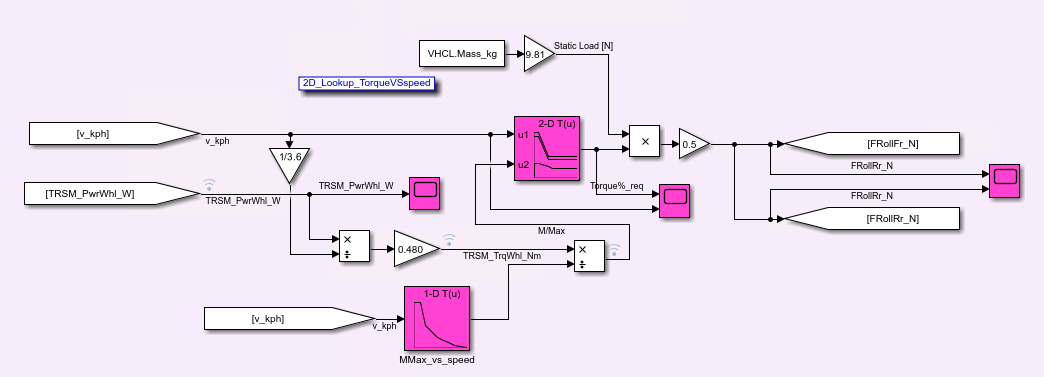 VHCL.Mass_kg
9.81
Static Load [N]
2D_Lookup_TorqueVSspeed
[v_kph]
v_kph
1/3.6
2-D T(u)
u1
u2
×
0.5
[FRollFr_N]
FRollRr_N
FRollRr_N
[FRollRr_N]
[TRSM_PwrWhl_W]
TRSM_PwrWhl_W
TRSM_PwrWhl_W
Torque%_req
M/Max
×
÷
0.480
TRSM_TrqWhl_Nm
×
÷
[v_kph]
v_kph
1-D T(u)
MMax_vs_speed